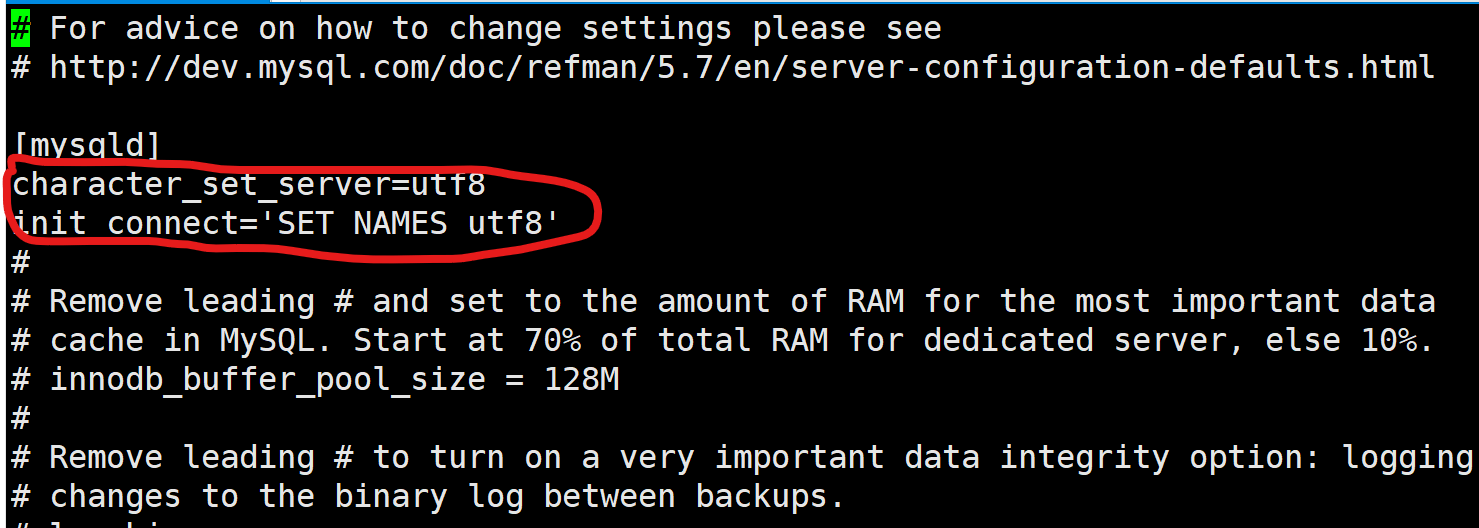 # For advice on how to change settings please see
# http://dev.mysql.com/doc/refman/5.7/en/server-configuration-defaults.html
[mysqld]
character_set_server=utf8
init_connect='SET NAMES utf8'
#
# Remove leading # and set to the amount of RAM for the most important data
# cache in MySQL. Start at 70% of total RAM for dedicated server, else 10%.
# innodb_buffer_pool_size = 128M
#
# Remove leading # to turn on a very important data integrity option: logging
# changes to the binary log between backups.